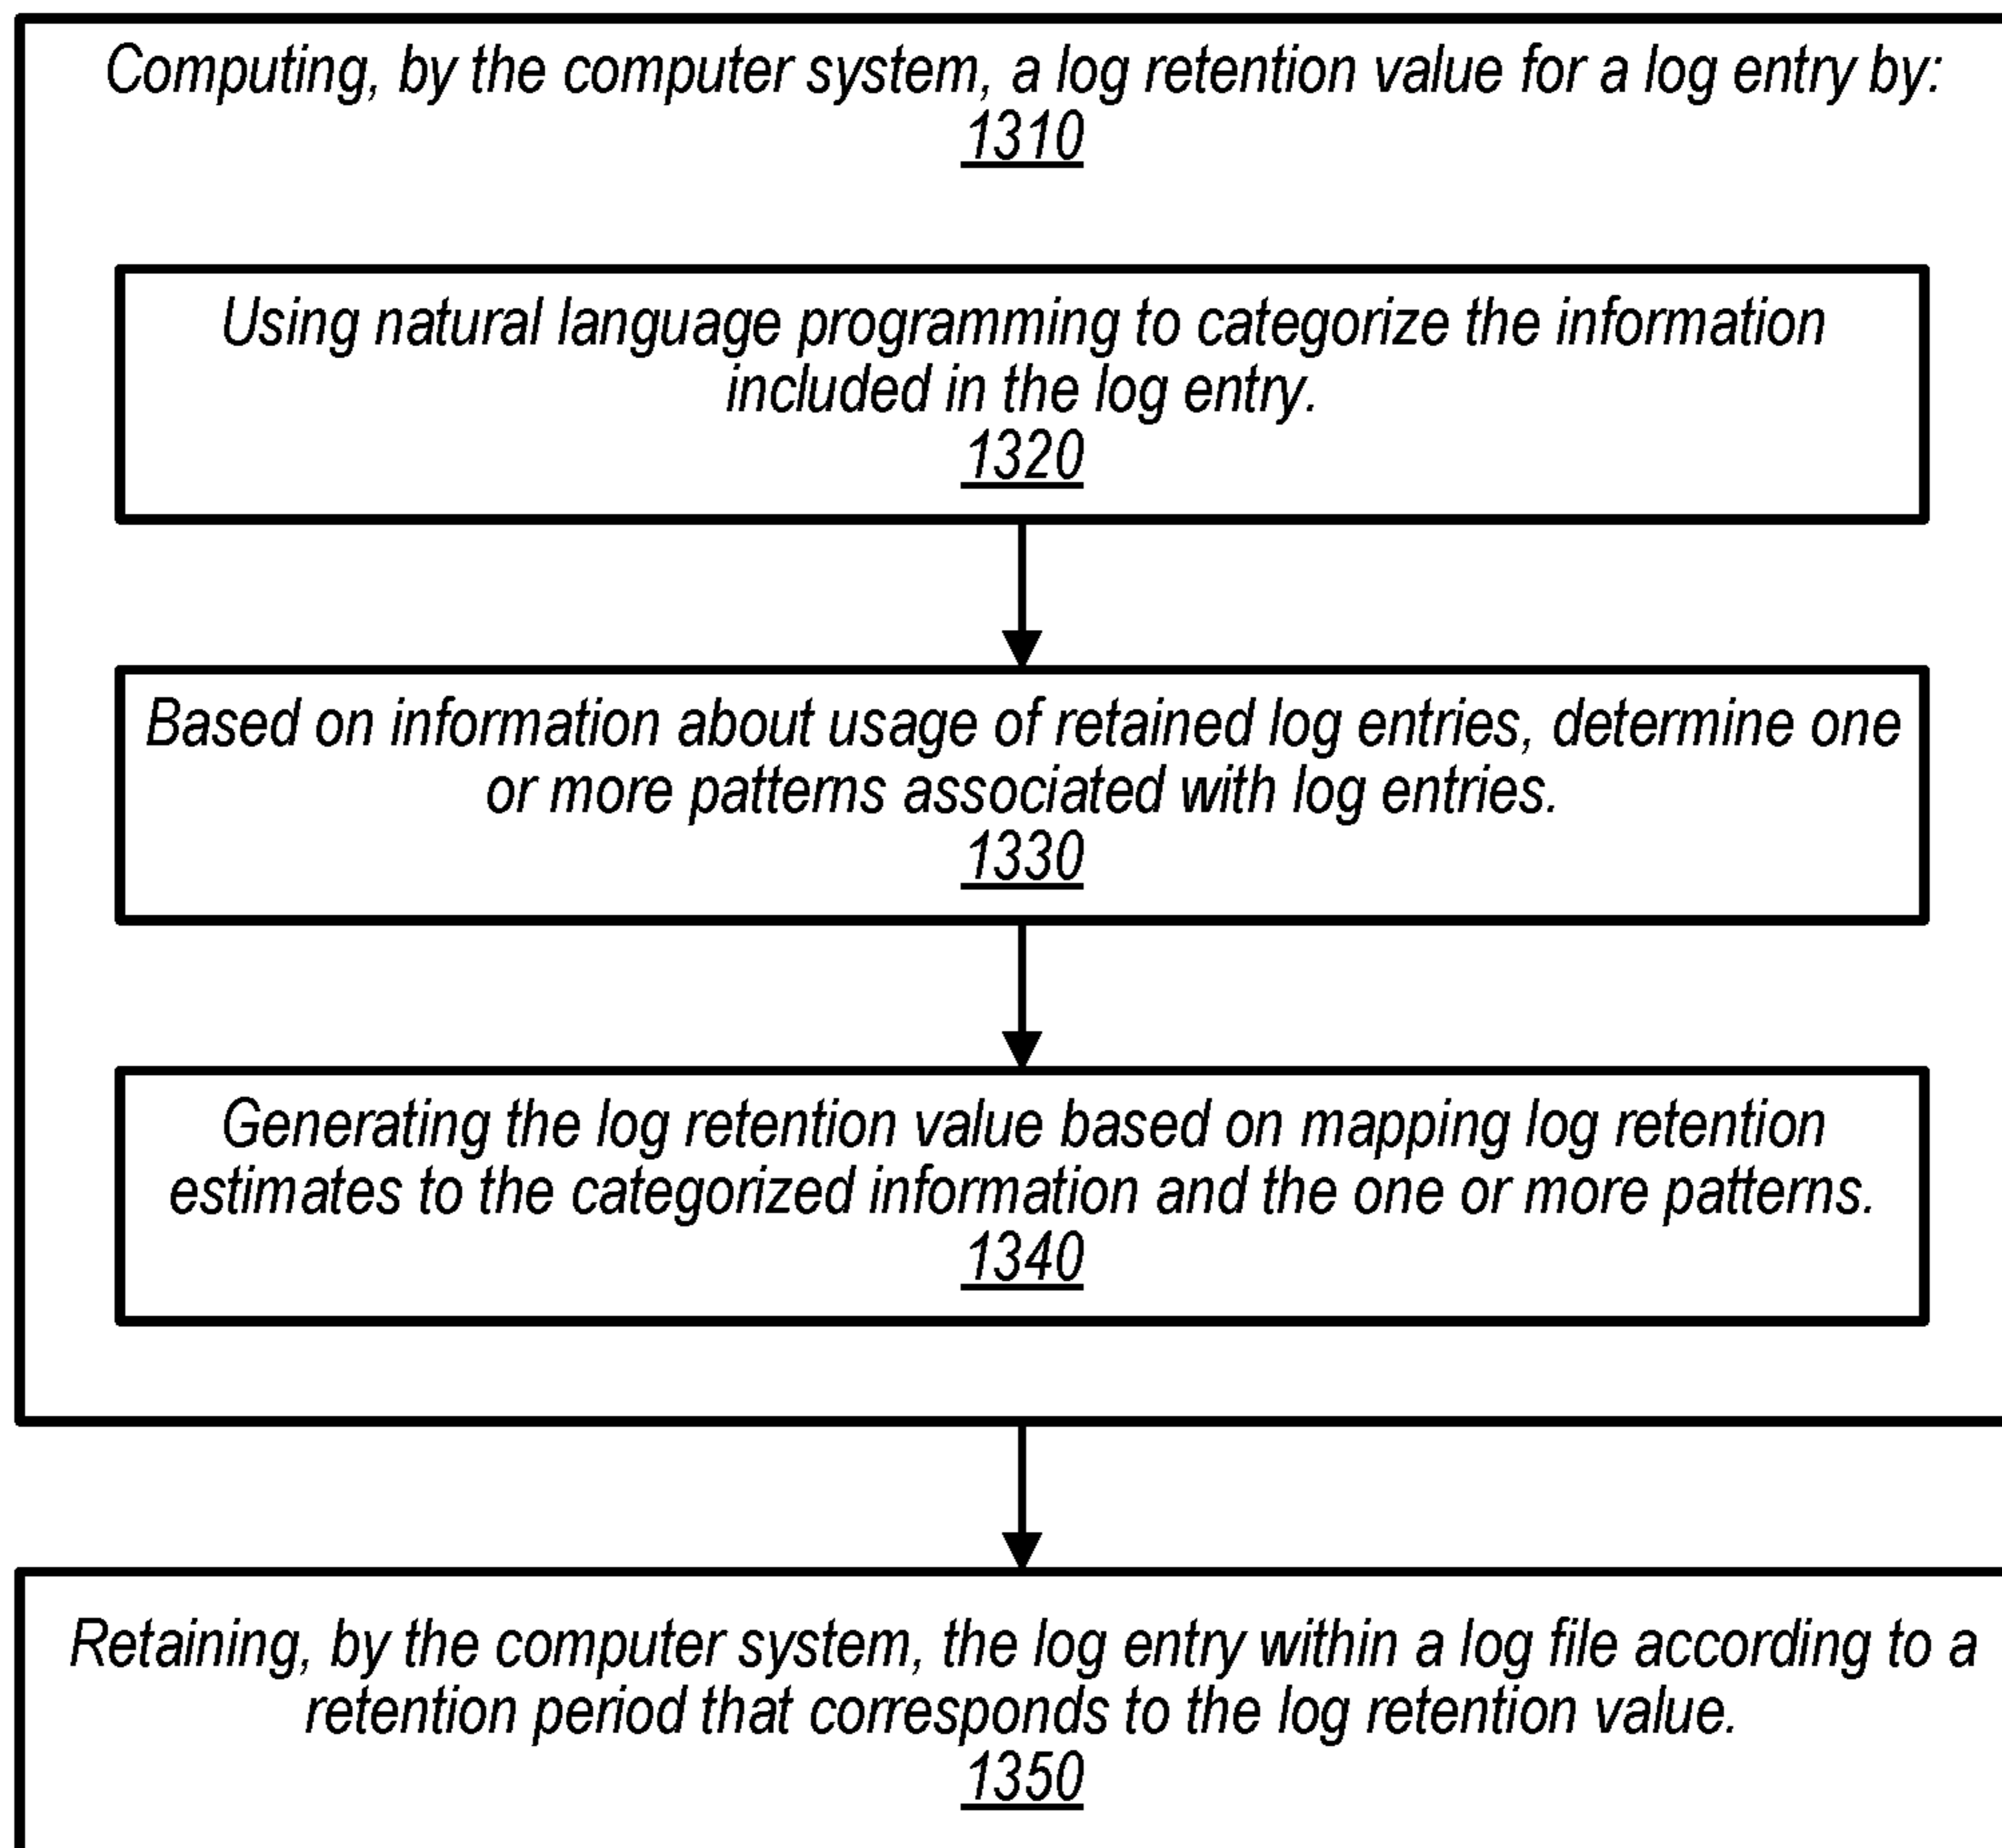 Computing, by the computer system, a log retention value for a log entry by:
1310
Using natural language programming to categorize the information
included in the log entry.
1320
Based on information about usage of retained log entries, determine one
or more patterns associated with log entries.
1330
Generating the log retention value based on mapping log retention
estimates to the categorized information and the one or more patterns.
1340
Retaining, by the computer system, the log entry within a log file according to a
retention period that corresponds to the log retention value.
1350